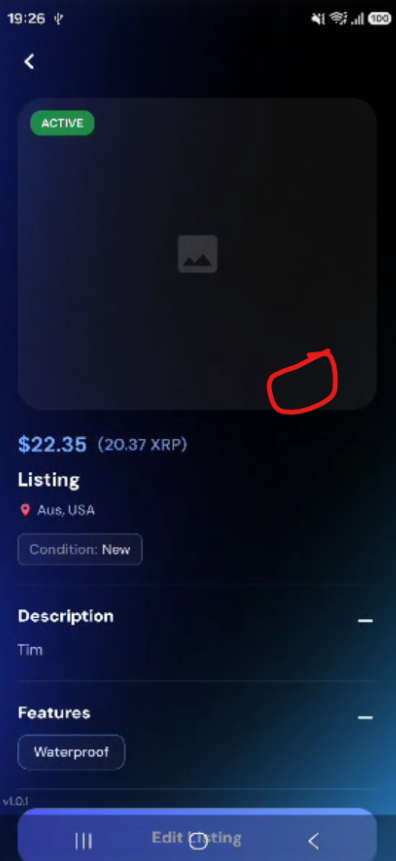 19:26
100
ACTIVE
$22.35 (20.37 XRP)
Listing
Aus, USA
Condition: New
Description
Tim
Features
Waterproof
v1.0.1
Edit Listing